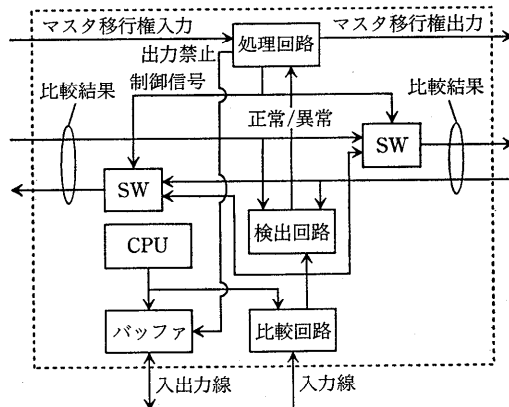 マスタ移行権入力
処理回路
マスタ移行権出力
出力禁止
制御信号
比較結果
正常/異常
比較結果
SW
SW
検出回路
CPU
バッファ
比較回路
入出力線
入力線